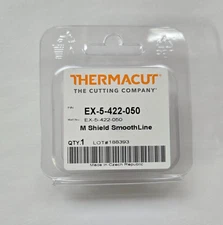 THERMACUT
THE CUTTING COMPANY
EX-5-422-050
EX-5-422-050
M Shield SmoothLine
QTY.1 LOT#188393
Made in Czech Republic